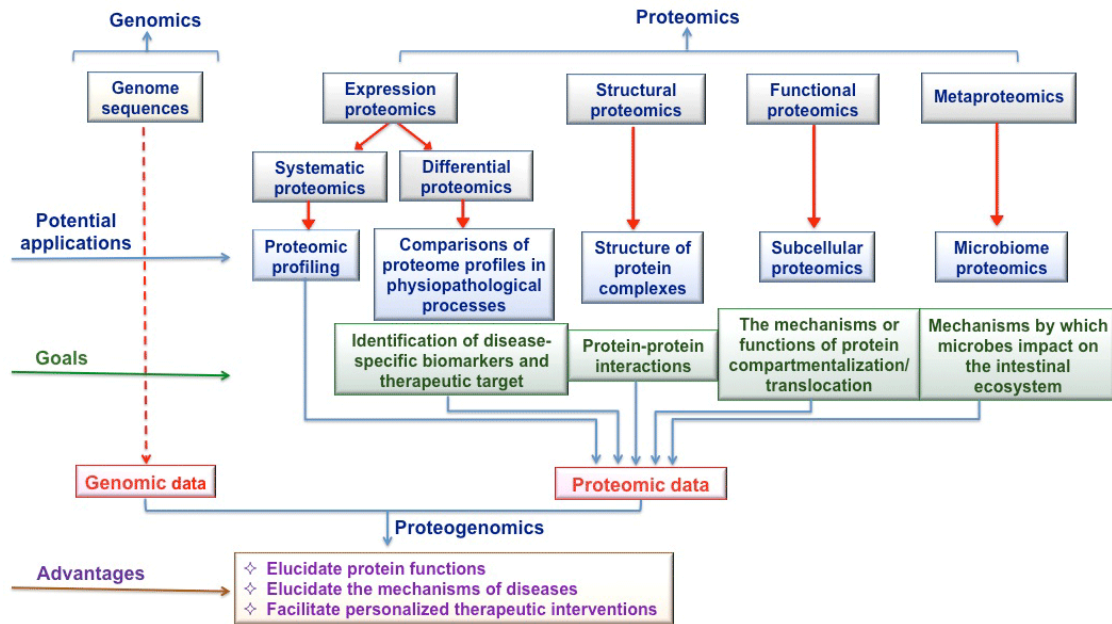 Genomics
Proteomics
Genome
sequences
Expression
proteomics
Structural
proteomics
Functional
proteomics
Metaproteomics
Systematic
proteomics
Differential
proteomics
Potential
applications
Proteomic
profiling
Comparisons of
proteome profiles in
physiopathological
processes
Structure of
protein
complexes
Subcellular
proteomics
Microbiome
proteomics
Goals
Identification of disease-
specific biomarkers and
therapeutic target
Protein-protein
interactions
The mechanisms or
functions of protein
compartmentalization/
translocation
Mechanisms by which
microbes impact on
the intestinal
ecosystem
Genomic data
Proteomic data
Proteogenomics
Advantages
✧ Elucidate protein functions
✧ Elucidate the mechanisms of diseases
✧ Facilitate personalized therapeutic interventions